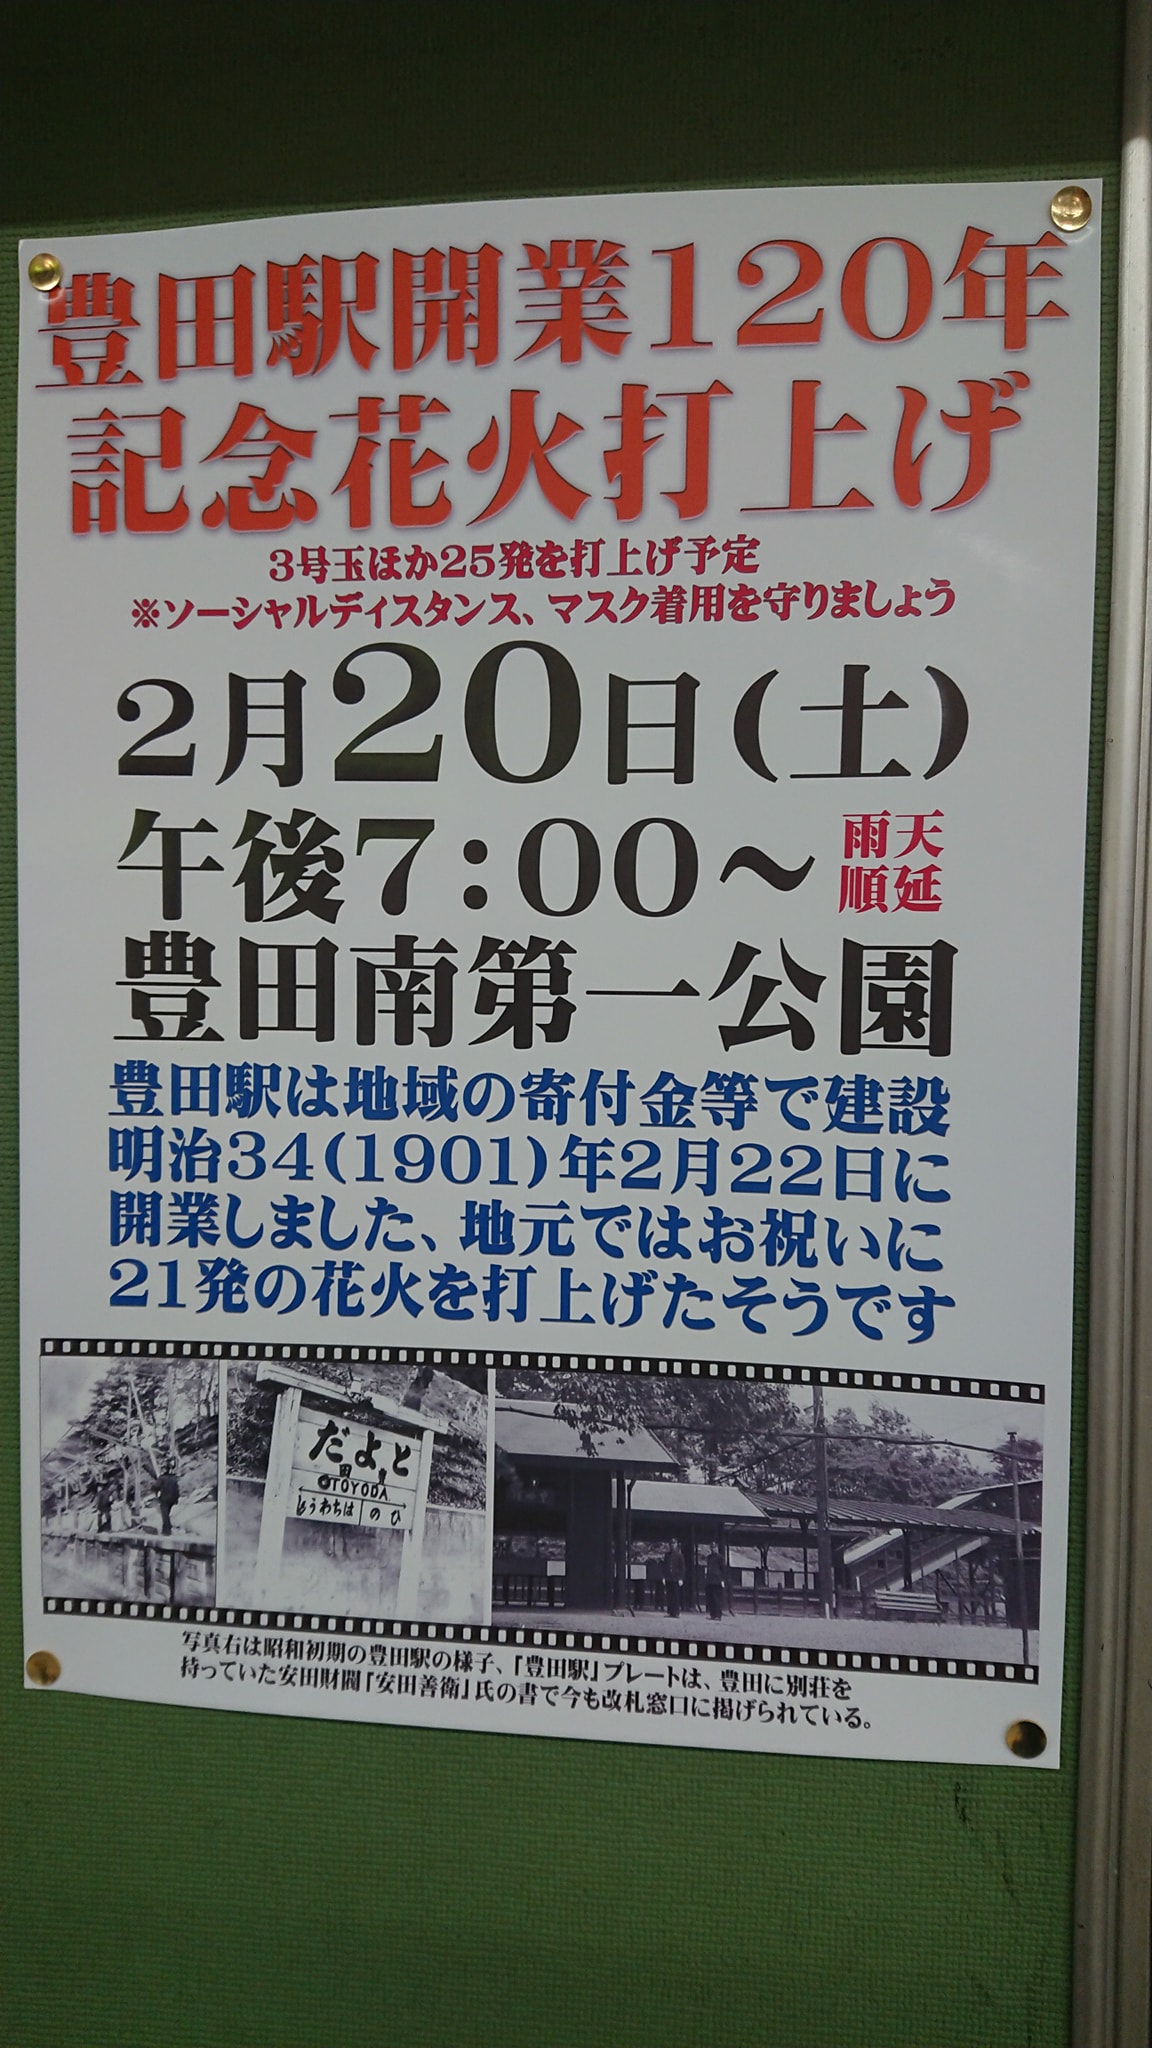 豊田駅開業120年
記念花火打上げ
3号玉ほか25発を打上げ予定
※ソーシャルディスタンス、マスク着用を守りましょう
2月20日(土)
午後7:00～
雨天
順延
豊田南第一公園
豊田駅は地域の寄付金等で建設
明治34(1901)年2月22日に
開業しました、地元ではお祝いに
21発の花火を打上げたそうです
だよと
田豊
TOYODA
じうわちは
のひ
写真右は昭和初期の豊田駅の様子、「豊田駅」プレートは、豊田に別荘を
持っていた安田財閥「安田善衛」氏の書で今も改札窓口に掲げられている。